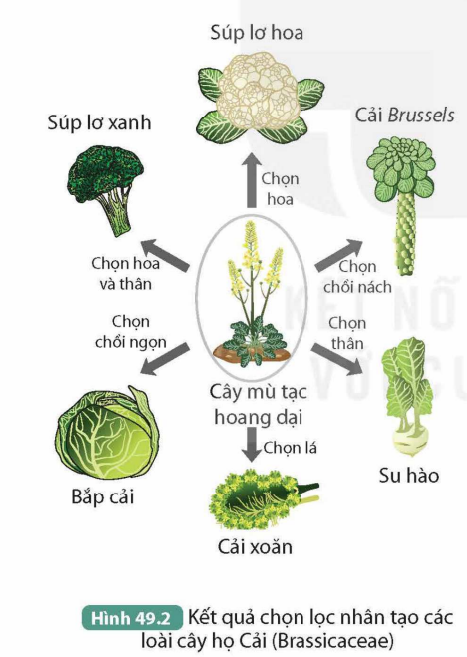 Súp lơ hoa
Súp lơ xanh
Cải Brussels
Chọn
hoa
Chọn hoa
và thân
Chọn
chồi nách
Chọn
chồi ngọn
Chọn
thân
Cây mù tạc
hoang dại
Chọn lá
Bắp cải
Su hào
Cải xoăn
Hình 49.2 Kết quả chọn lọc nhân tạo các
loài cây họ Cải (Brassicaceae)